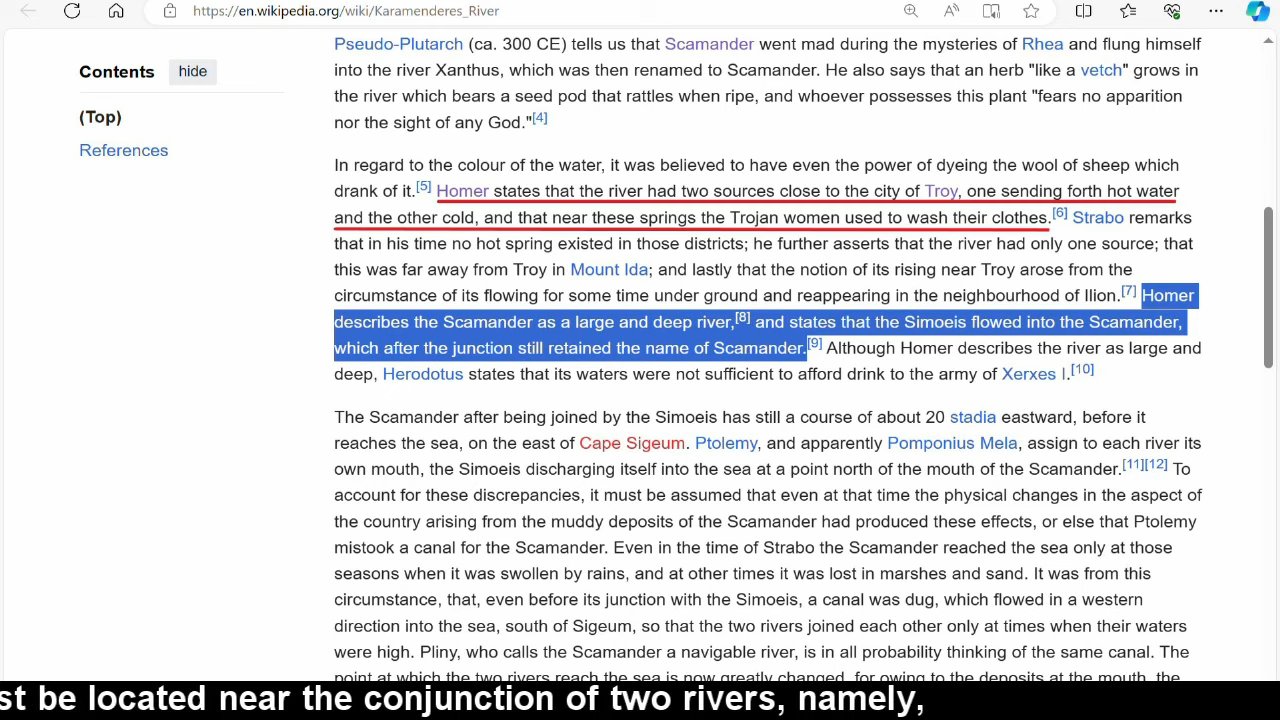 https://en.wikipedia.org/wiki/Karamenderes_River
Contents hide
(Top)
References
Pseudo-Plutarch (ca. 300 CE) tells us that Scamander went mad during the mysteries of Rhea and flung himself
into the river Xanthus, which was then renamed to Scamander. He also says that an herb "like a vetch" grows in
the river which bears a seed pod that rattles when ripe, and whoever possesses this plant "fears no apparition
nor the sight of any God."[4]
In regard to the colour of the water, it was believed to have even the power of dyeing the wool of sheep which
drank of it.[5] Homer states that the river had two sources close to the city of Troy, one sending forth hot water
and the other cold, and that near these springs the Trojan women used to wash their clothes.[6] Strabo remarks
that in his time no hot spring existed in those districts; he further asserts that the river had only one source; that
this was far away from Troy in Mount Ida; and lastly that the notion of its rising near Troy arose from the
circumstance of its flowing for some time under ground and reappearing in the neighbourhood of Ilion.[7] Homer
describes the Scamander as a large and deep river,[8] and states that the Simoeis flowed into the Scamander,
which after the junction still retained the name of Scamander.[9] Although Homer describes the river as large and
deep, Herodotus states that its waters were not sufficient to afford drink to the army of Xerxes I.[10]
The Scamander after being joined by the Simoeis has still a course of about 20 stadia eastward, before it
reaches the sea, on the east of Cape Sigeum. Ptolemy, and apparently Pomponius Mela, assign to each river its
own mouth, the Simoeis discharging itself into the sea at a point north of the mouth of the Scamander.[11][12] To
account for these discrepancies, it must be assumed that even at that time the physical changes in the aspect of
the country arising from the muddy deposits of the Scamander had produced these effects, or else that Ptolemy
mistook a canal for the Scamander. Even in the time of Strabo the Scamander reached the sea only at those
seasons when it was swollen by rains, and at other times it was lost in marshes and sand. It was from this
circumstance, that, even before its junction with the Simoeis, a canal was dug, which flowed in a western
direction into the sea, south of Sigeum, so that the two rivers joined each other only at times when their waters
were high. Pliny, who calls the Scamander a navigable river, is in all probability thinking of the same canal. The
point at which the two rivers reach the sea is now greatly changed, for owing to the deposits at the mouth, the
st be located near the conjunction of two rivers, namely,